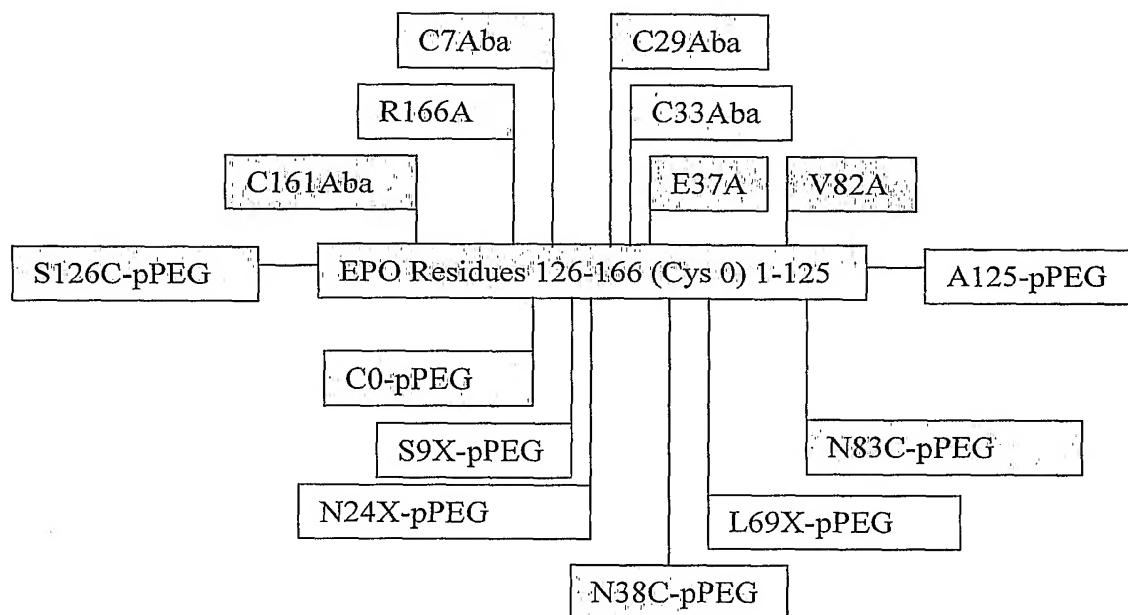 C7Aba
C29Aba
R166A
C33Aba
C161Aba
E37A
V82A
S126C-pPEG
EPO Residues 126-166 (Cys 0) 1-125
A125-pPEG
C0-pPEG
S9X-pPEG
N83C-pPEG
N24X-pPEG
L69X-pPEG
N38C-pPEG